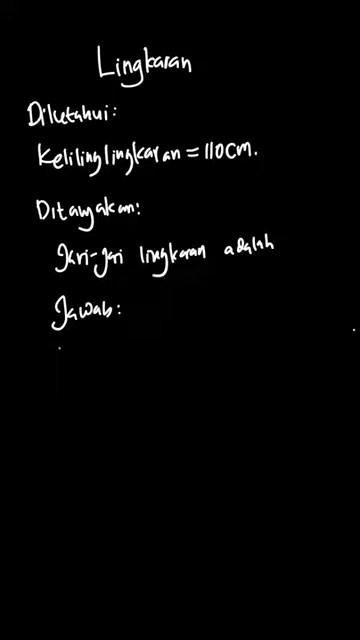 Lingkaran
Diketahui:
Keliling lingkaran = 110 cm.
Ditanyakan:
Jari-jari lingkaran adalah
Jawab: